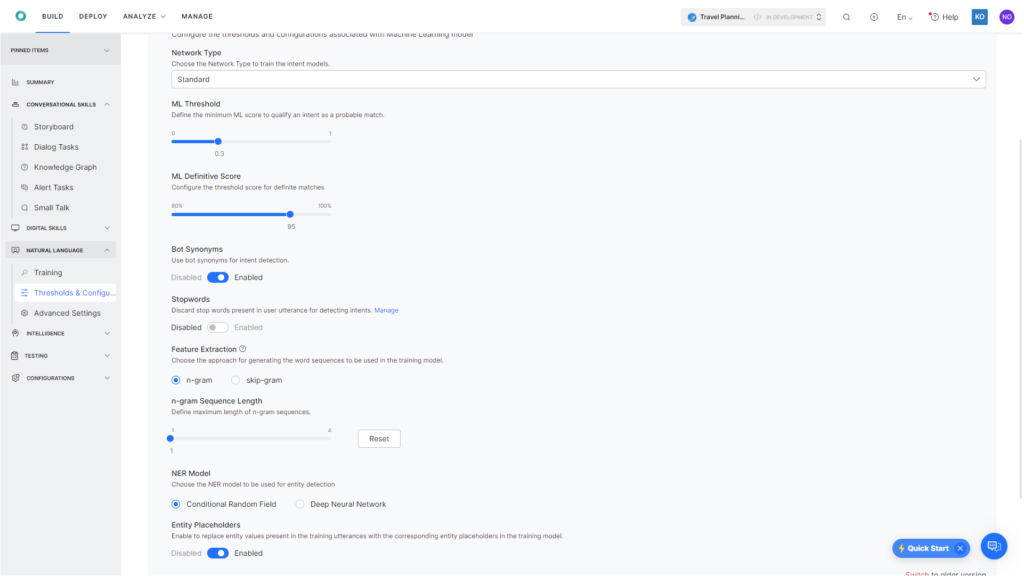 BUILD DEPLOY ANALYZE MANAGE
Travel Planni... IN DEVELOPMENT En Help KO NO
PINNED ITEMS
SUMMARY
CONVERSATIONAL SKILLS
Storyboard
Dialog Tasks
Knowledge Graph
Alert Tasks
Small Talk
DIGITAL SKILLS
NATURAL LANGUAGE
Training
Thresholds & Configu...
Advanced Settings
INTELLIGENCE
TESTING
CONFIGURATIONS
Configure the thresholds and configurations associated with Machine Learning model
Network Type
Choose the Network Type to train the intent models.
Standard
ML Threshold
Define the minimum ML score to qualify an intent as a probable match.
0 1
0.3
ML Definitive Score
Configure the threshold score for definite matches
80% 100%
95
Bot Synonyms
Use bot synonyms for intent detection.
Disabled Enabled
Stopwords
Discard stop words present in user utterance for detecting intents. Manage
Disabled Enabled
Feature Extraction
Choose the approach for generating the word sequences to be used in the training model.
n-gram skip-gram
n-gram Sequence Length
Define maximum length of n-gram sequences.
1 4
Reset
1
NER Model
Choose the NER model to be used for entity detection
Conditional Random Field Deep Neural Network
Entity Placeholders
Enable to replace entity values present in the training utterances with the corresponding entity placeholders in the training model.
Disabled Enabled
Quick Start
Switch to older version